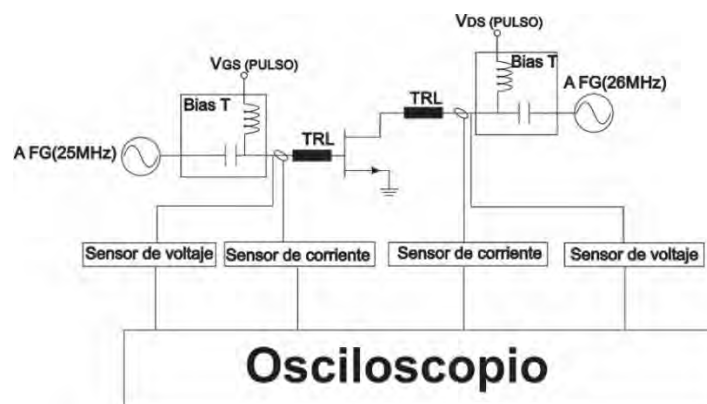 VDS (PULSO)
VGS (PULSO)
Bias T
Bias T
A FG(26MHz)
TRL
TRL
A FG(25MHz)
Sensor de voltaje
Sensor de corriente
Sensor de corriente
Sensor de voltaje
Osciloscopio